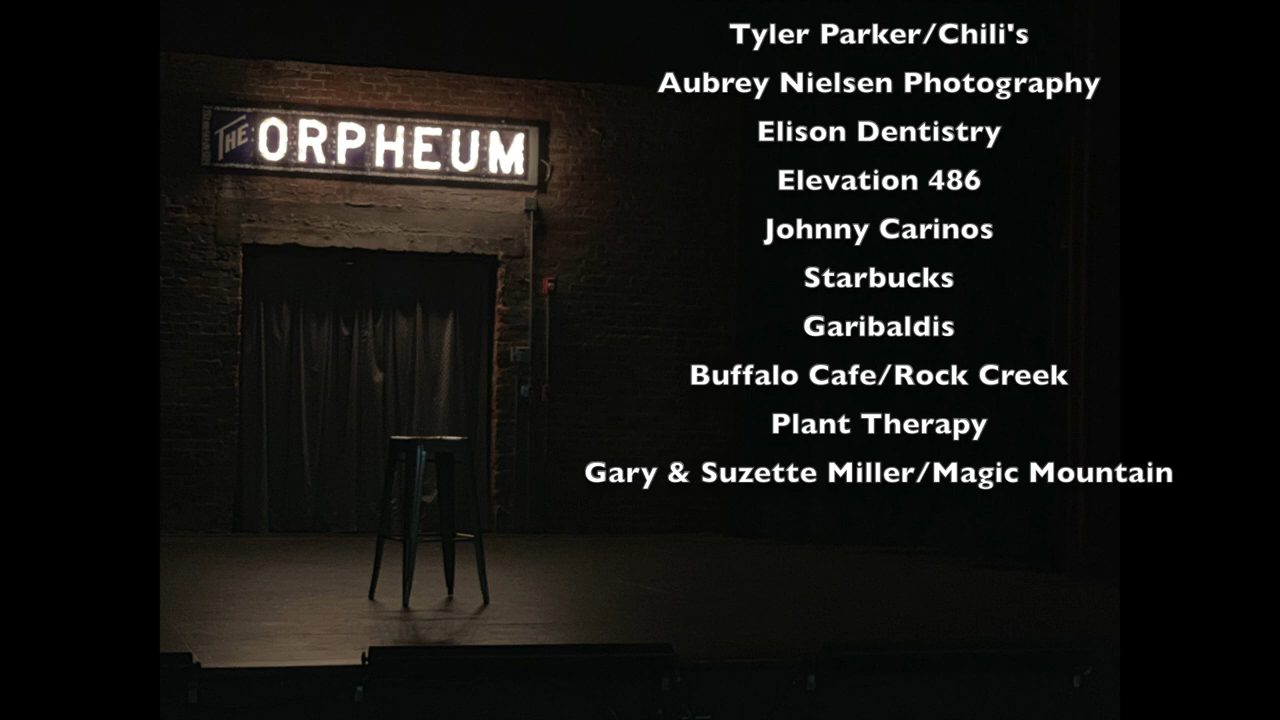 THE ORPHEUM
Tyler Parker/Chili's
Aubrey Nielsen Photography
Elison Dentistry
Elevation 486
Johnny Carinos
Starbucks
Garibaldis
Buffalo Cafe/Rock Creek
Plant Therapy
Gary & Suzette Miller/Magic Mountain